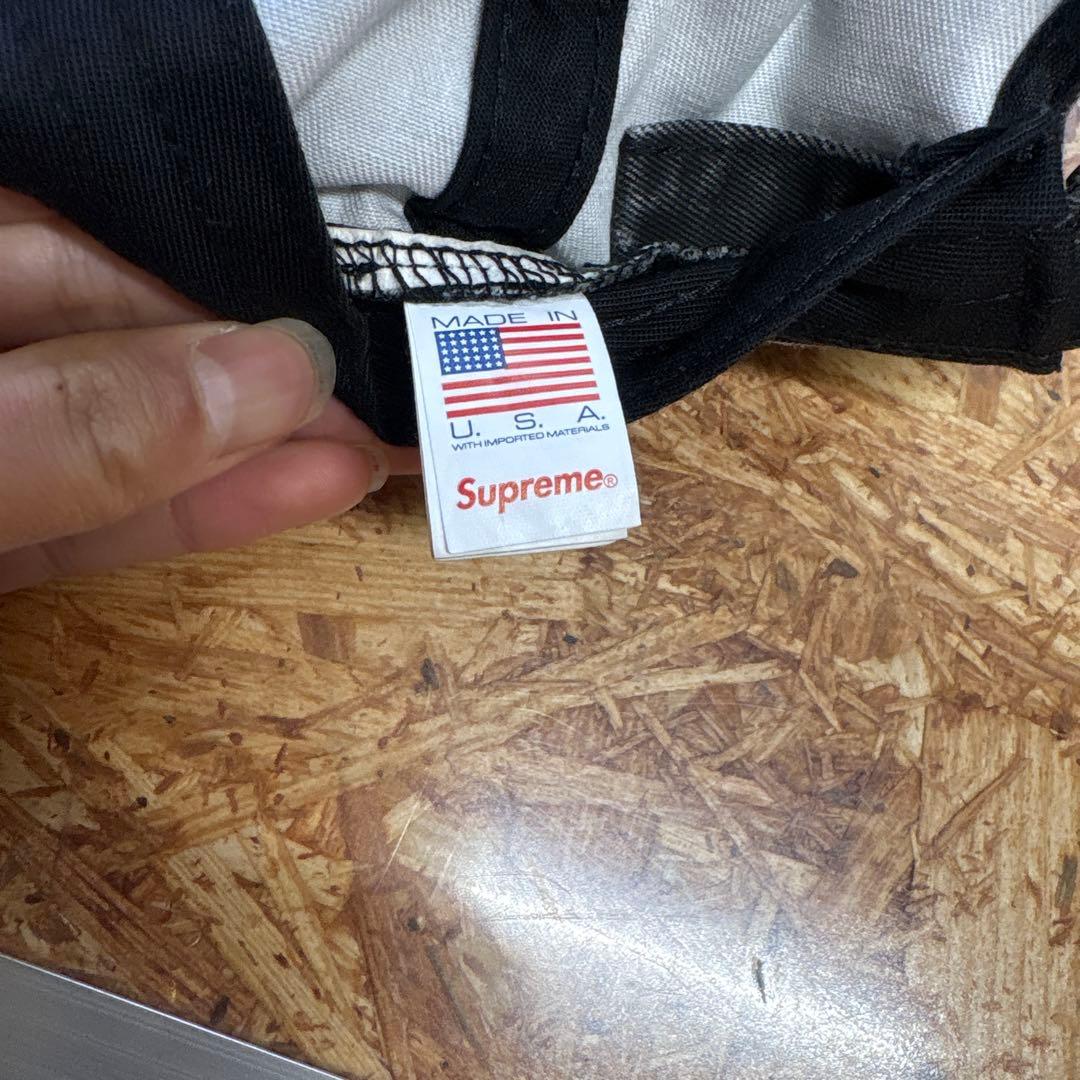 MADE IN
U. S. A.
WITH IMPORTED MATERIALS
Supreme®